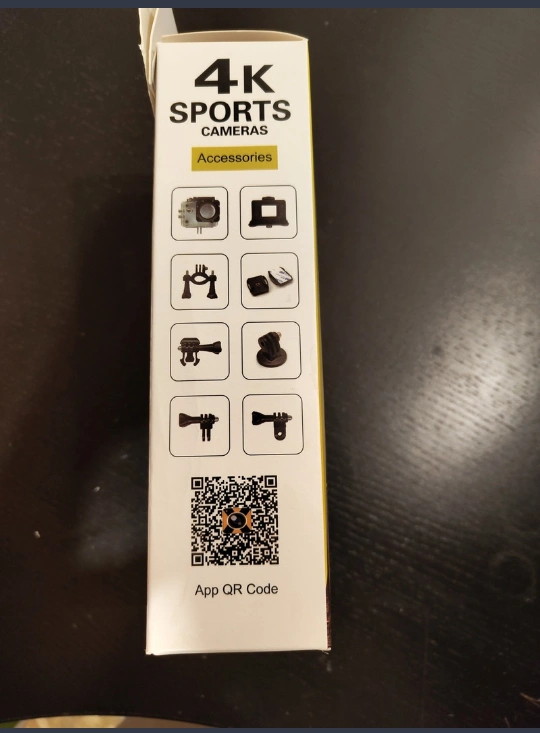 4K
SPORTS
CAMERAS
Accessories
App QR Code